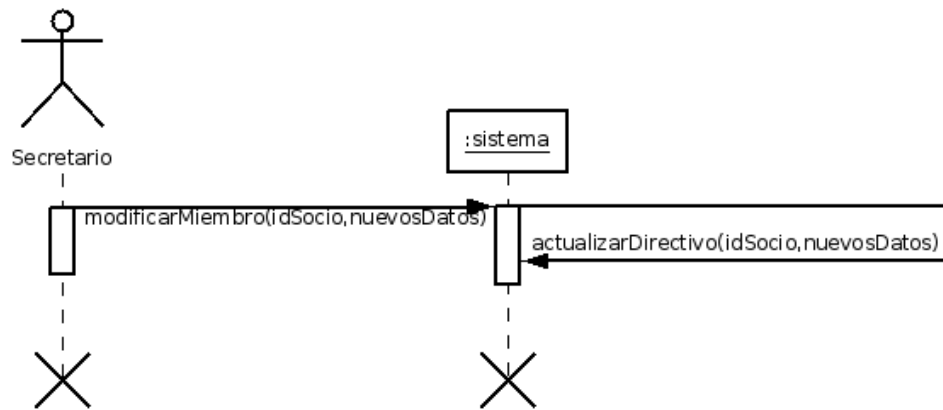 :sistema
Secretario
modificarMiembro(idSocio,nuevosDatos)
actualizarDirectivo(idSocio,nuevosDatos)